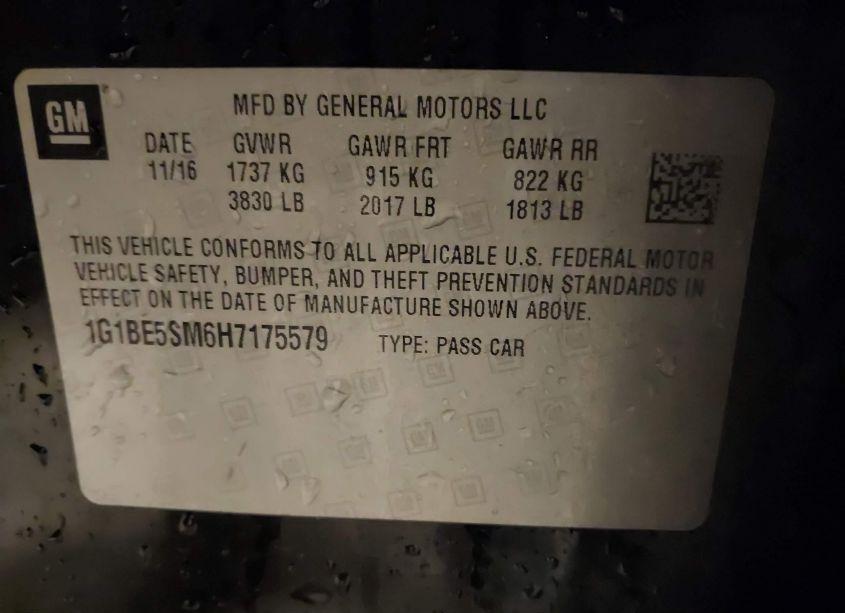 GM
MFD BY GENERAL MOTORS LLC
DATE GVWR GAWR FRT GAWR RR
11/16 1737 KG 915 KG 822 KG
3830 LB 2017 LB 1813 LB
THIS VEHICLE CONFORMS TO ALL APPLICABLE U.S. FEDERAL MOTOR
VEHICLE SAFETY, BUMPER, AND THEFT PREVENTION STANDARDS IN
EFFECT ON THE DATE OF MANUFACTURE SHOWN ABOVE.
1G1BE5SM6H7175579 TYPE: PASS CAR